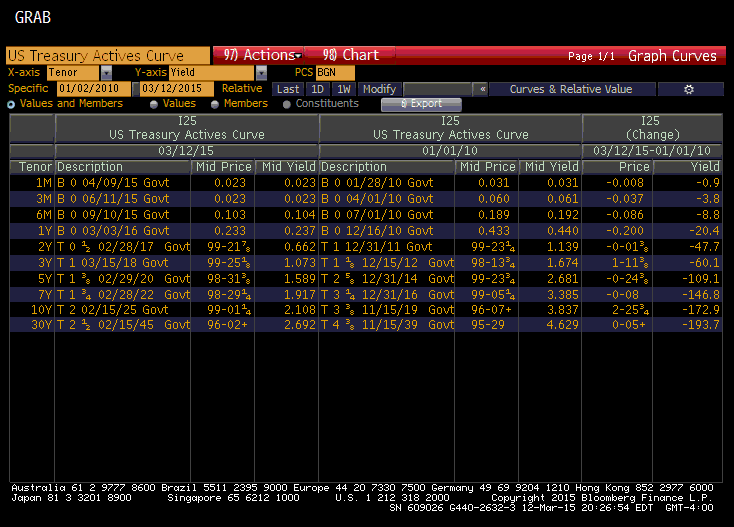 GRAB
US Treasury Actives Curve 97) Actions 98) Chart Page 1/1 Graph Curves
X-axis Tenor Y-axis Yield PCS BGN
Specific 01/02/2010 03/12/2015 Relative Last 1D 1W Modify « Curves & Relative Value
Values and Members Values Members Constituents Export
I25 I25 I25
US Treasury Actives Curve US Treasury Actives Curve (Change)
03/12/15 01/01/10 03/12/15-01/01/10
Tenor Description Mid Price Mid Yield Description Mid Price Mid Yield Price Yield
1M B 0 04/09/15 Govt 0.023 0.023 B 0 01/28/10 Govt 0.031 0.031 -0.008 -0.9
3M B 0 06/11/15 Govt 0.023 0.023 B 0 04/01/10 Govt 0.060 0.061 -0.037 -3.8
6M B 0 09/10/15 Govt 0.103 0.104 B 0 07/01/10 Govt 0.189 0.192 -0.086 -8.8
1Y B 0 03/03/16 Govt 0.233 0.237 B 0 12/16/10 Govt 0.433 0.440 -0.200 -20.4
2Y T 0 ½ 02/28/17 Govt 99-21⅞ 0.662 T 1 12/31/11 Govt 99-23¼ 1.139 -0-01⅜ -47.7
3Y T 1 03/15/18 Govt 99-25⅛ 1.073 T 1 ⅛ 12/15/12 Govt 98-13¾ 1.674 1-11⅜ -60.1
5Y T 1 ⅜ 02/29/20 Govt 98-31⅜ 1.589 T 2 ⅝ 12/31/14 Govt 99-23¾ 2.681 -0-24⅜ -109.1
7Y T 1 ¾ 02/28/22 Govt 98-29¼ 1.917 T 3 ¼ 12/31/16 Govt 99-05¼ 3.385 -0-08 -146.8
10Y T 2 02/15/25 Govt 99-01¼ 2.108 T 3 ⅜ 11/15/19 Govt 96-07+ 3.837 2-25¾ -172.9
30Y T 2 ½ 02/15/45 Govt 96-02+ 2.692 T 4 ⅜ 11/15/39 Govt 95-29 4.629 0-05+ -193.7
Australia 61 2 9777 8600 Brazil 5511 2395 9000 Europe 44 20 7330 7500 Germany 49 69 9204 1210 Hong Kong 852 2977 6000
Japan 81 3 3201 8900 Singapore 65 6212 1000 U.S. 1 212 318 2000 Copyright 2015 Bloomberg Finance L.P.
SN 609026 G440-2632-3 12-Mar-15 20:26:54 EDT GMT-4:00